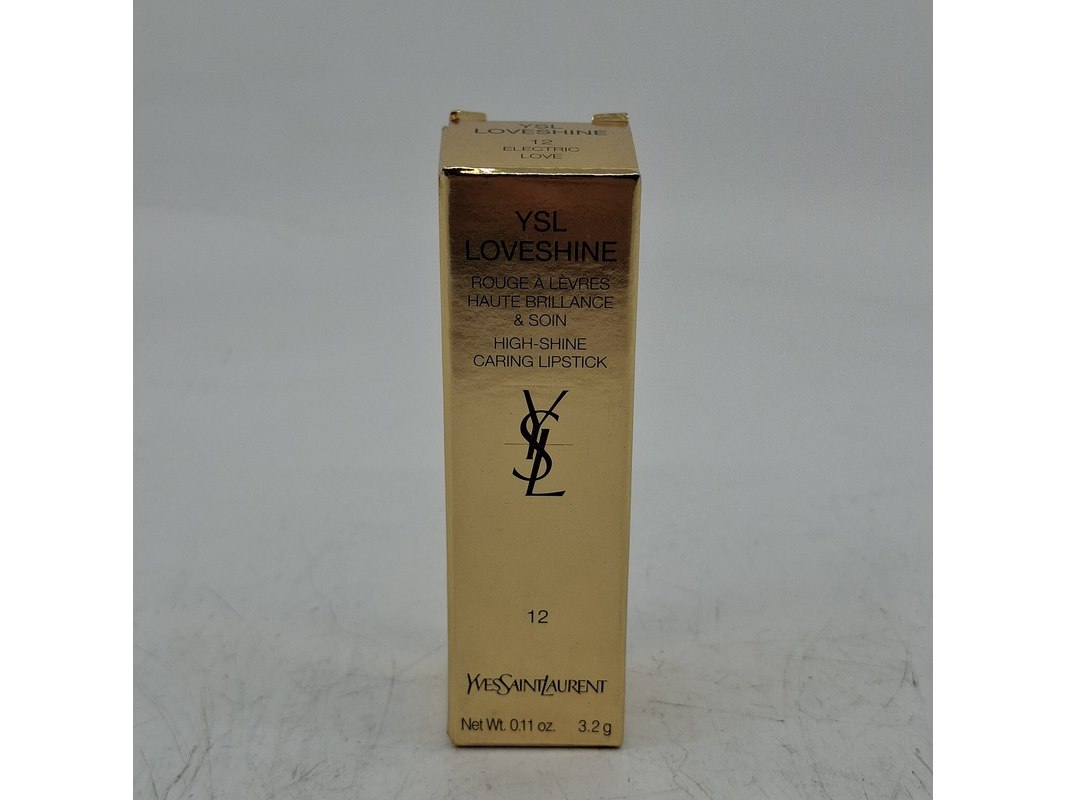 YSL
LOVESHINE
12
ELECTRIC
LOVE
YSL
LOVESHINE
ROUGE À LÈVRES
HAUTE BRILLANCE
& SOIN
HIGH-SHINE
CARING LIPSTICK
YSL
12
YVESSAINTLAURENT
Net Wt. 0.11 oz. 3.2 g